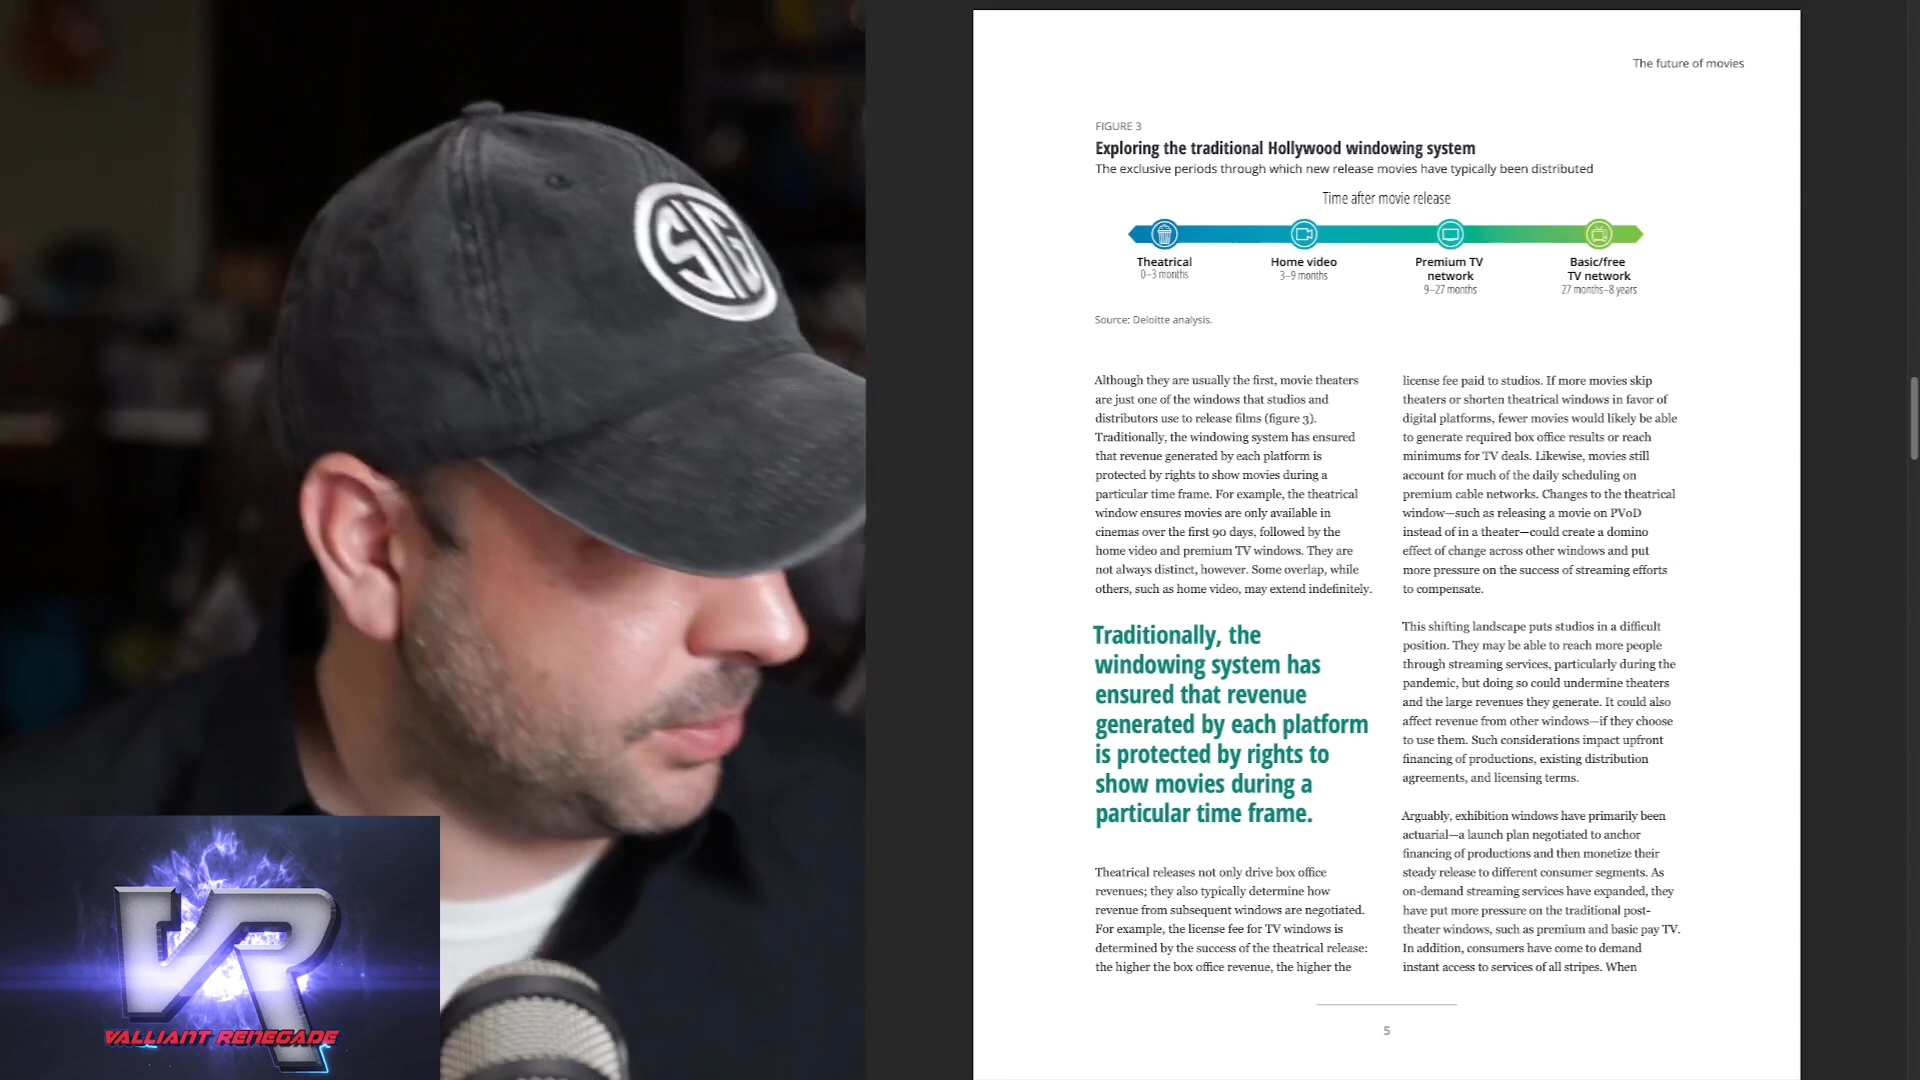 SIG
VR
VALLIANT RENEGADE
The future of movies
FIGURE 3
Exploring the traditional Hollywood windowing system
The exclusive periods through which new release movies have typically been distributed
Time after movie release
Theatrical
0–3 months
Home video
3–9 months
Premium TV
network
9–27 months
Basic/free
TV network
27 months–8 years
Source: Deloitte analysis.
Although they are usually the first, movie theaters
are just one of the windows that studios and
distributors use to release films (figure 3).
Traditionally, the windowing system has ensured
that revenue generated by each platform is
protected by rights to show movies during a
particular time frame. For example, the theatrical
window ensures movies are only available in
cinemas over the first 90 days, followed by the
home video and premium TV windows. They are
not always distinct, however. Some overlap, while
others, such as home video, may extend indefinitely.
Traditionally, the
windowing system has
ensured that revenue
generated by each platform
is protected by rights to
show movies during a
particular time frame.
Theatrical releases not only drive box office
revenues; they also typically determine how
revenue from subsequent windows are negotiated.
For example, the license fee for TV windows is
determined by the success of the theatrical release:
the higher the box office revenue, the higher the
license fee paid to studios. If more movies skip
theaters or shorten theatrical windows in favor of
digital platforms, fewer movies would likely be able
to generate required box office results or reach
minimums for TV deals. Likewise, movies still
account for much of the daily scheduling on
premium cable networks. Changes to the theatrical
window—such as releasing a movie on PVoD
instead of in a theater—could create a domino
effect of change across other windows and put
more pressure on the success of streaming efforts
to compensate.
This shifting landscape puts studios in a difficult
position. They may be able to reach more people
through streaming services, particularly during the
pandemic, but doing so could undermine theaters
and the large revenues they generate. It could also
affect revenue from other windows—if they choose
to use them. Such considerations impact upfront
financing of productions, existing distribution
agreements, and licensing terms.
Arguably, exhibition windows have primarily been
actuarial—a launch plan negotiated to anchor
financing of productions and then monetize their
steady release to different consumer segments. As
on-demand streaming services have expanded, they
have put more pressure on the traditional post-
theater windows, such as premium and basic pay TV.
In addition, consumers have come to demand
instant access to services of all stripes. When
5